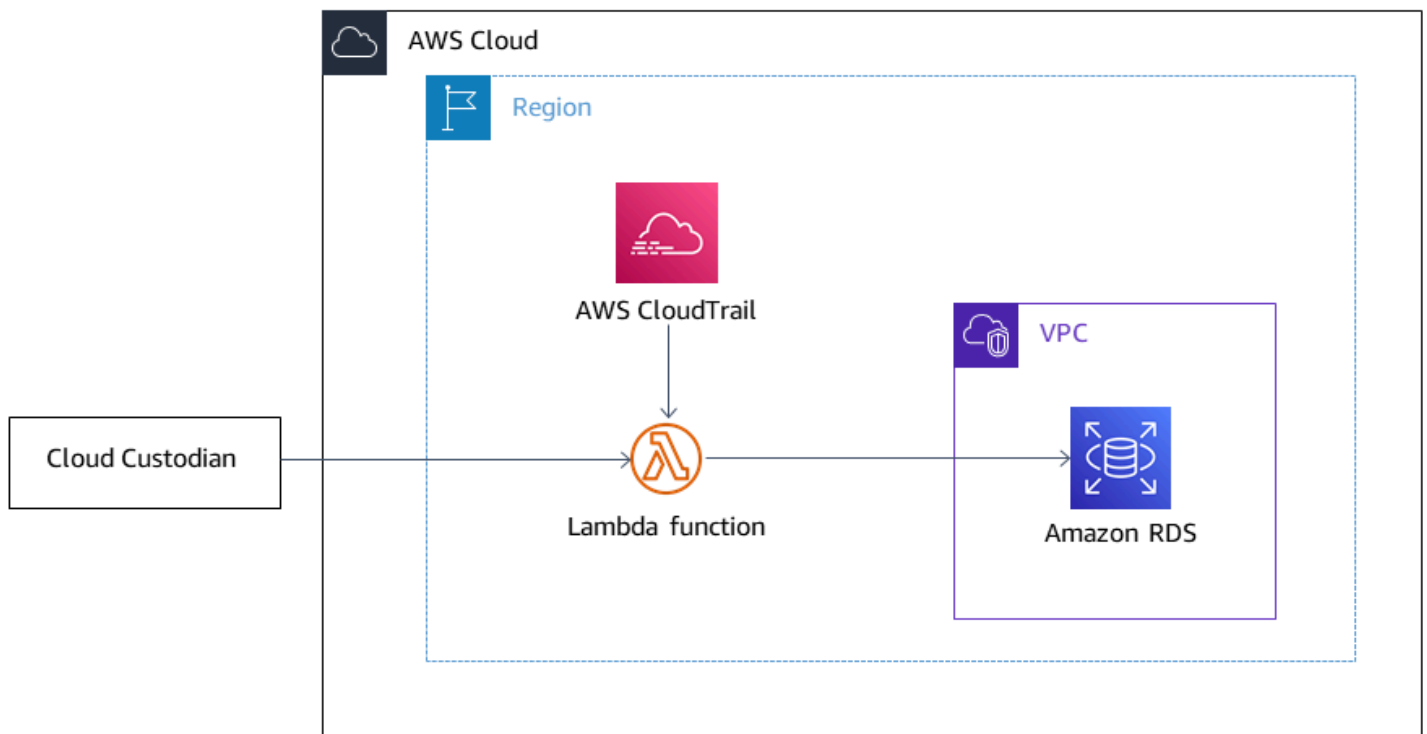 AWS Cloud
Region
AWS CloudTrail
VPC
Cloud Custodian
Lambda function
Amazon RDS